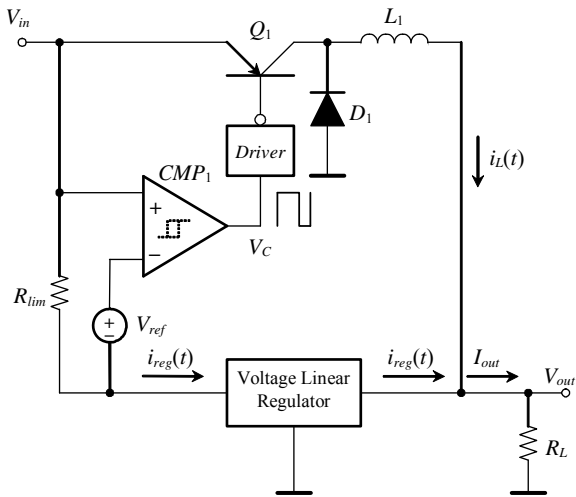 V_in
Q_1
L_1
D_1
Driver
i_L(t)
CMP_1
+
−
V_C
R_lim
+
−
V_ref
i_reg(t)
i_reg(t)
I_out
Voltage Linear
Regulator
V_out
R_L